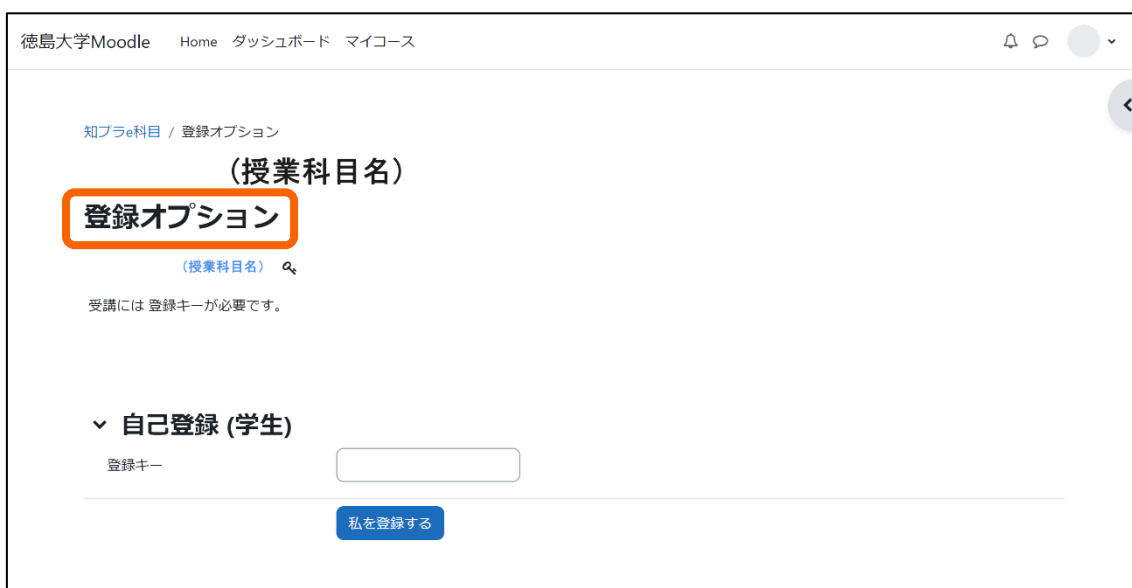 徳島大学Moodle Home ダッシュボード マイコース
知プラe科目 / 登録オプション
（授業科目名）
登録オプション
（授業科目名）
受講には 登録キーが必要です。
自己登録 (学生)
登録キー
私を登録する